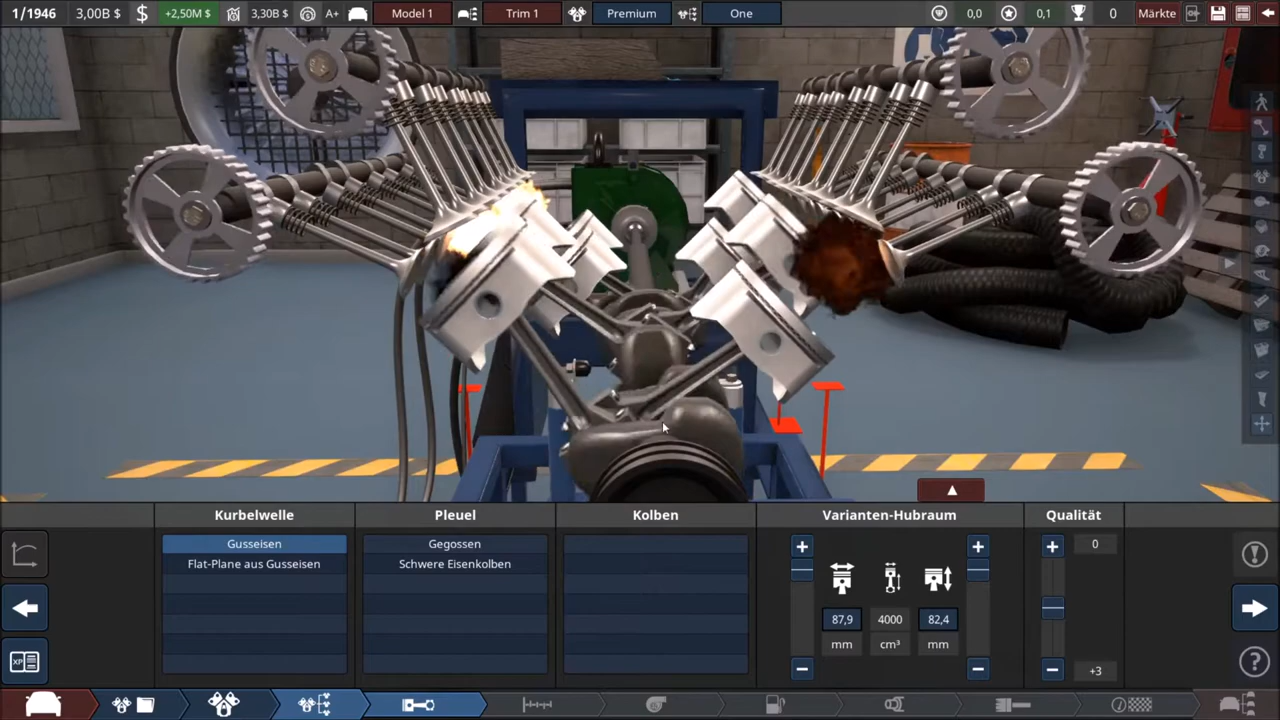 1/1946 3,00B $ $ +2,50M $ 3,30B $ A+ Model 1 Trim 1 Premium One 0,0 0,1 0 Märkte
Kurbelwelle Pleuel Kolben Varianten-Hubraum Qualität
Gusseisen
Flat-Plane aus Gusseisen
Gegossen
Schwere Eisenkolben
87,9 4000 82,4
mm cm³ mm
0
+3
XP